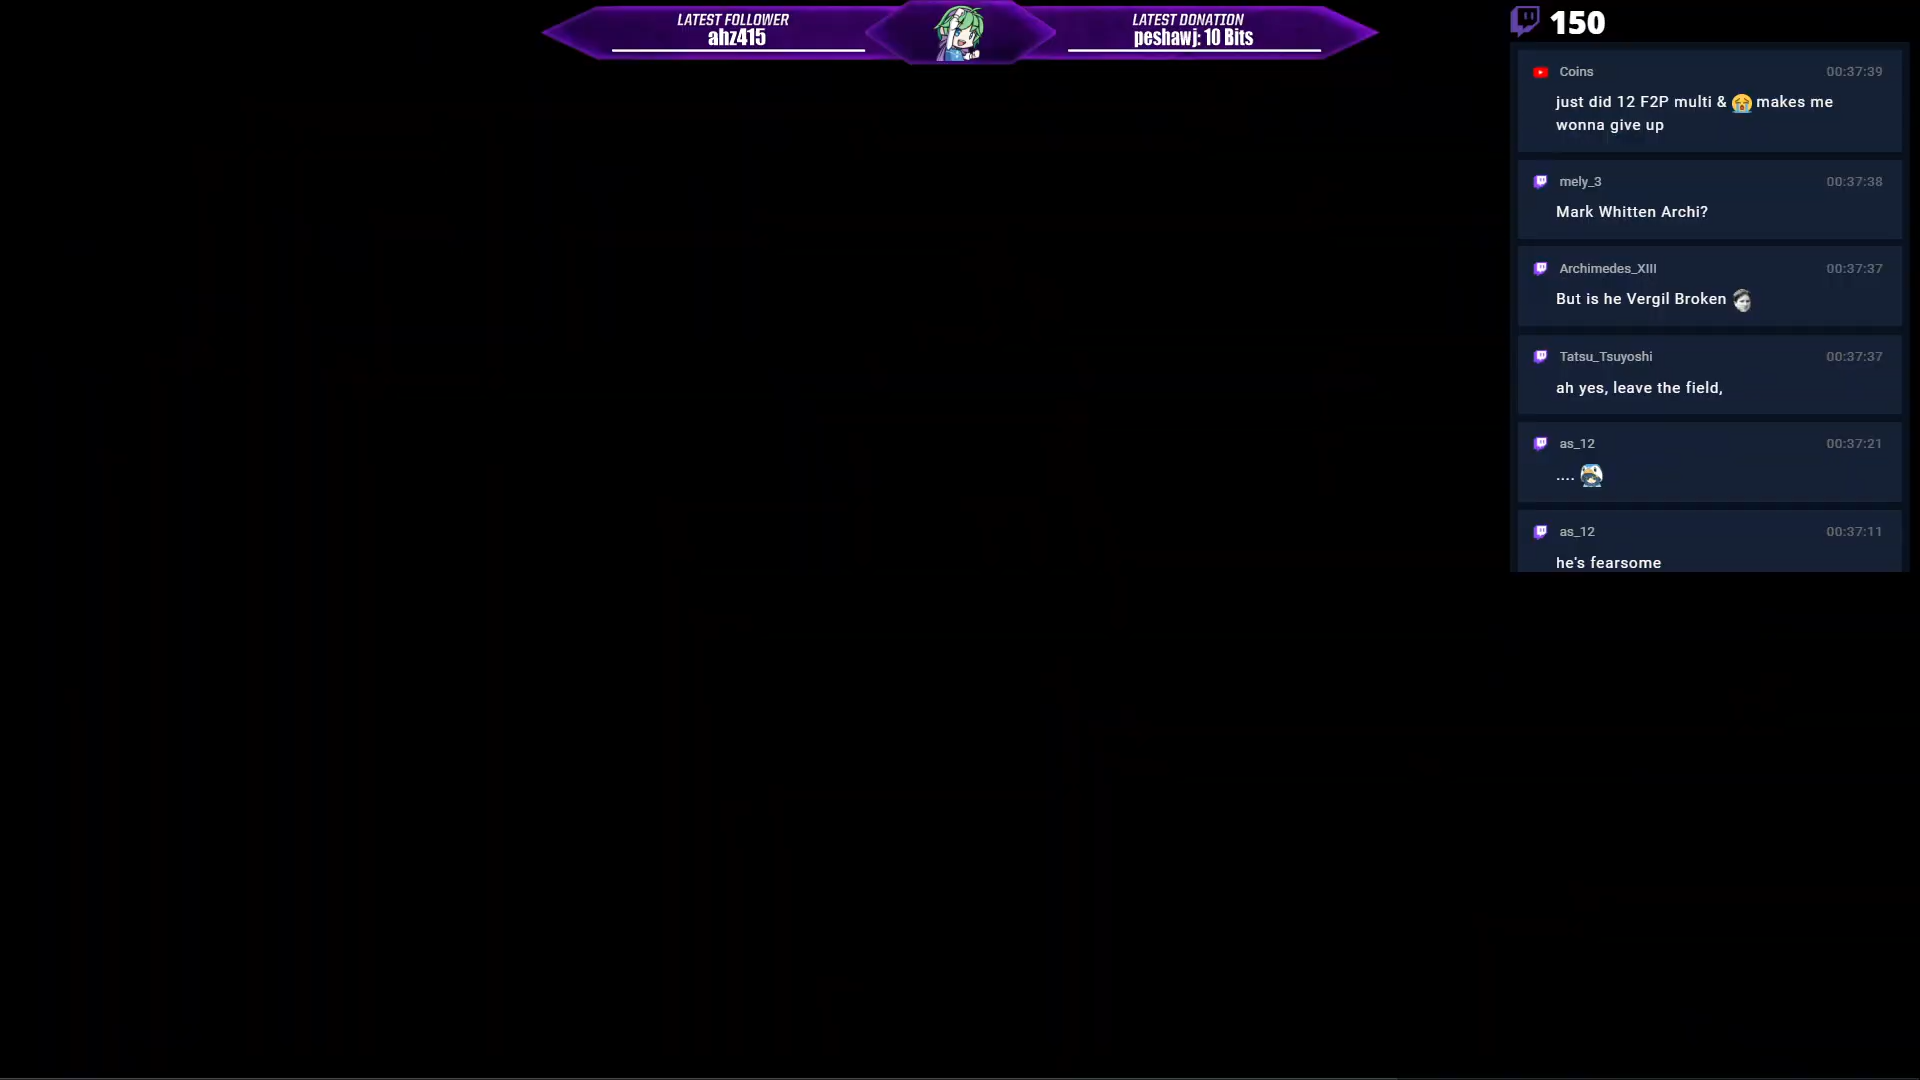 LATEST FOLLOWER
ahz415
LATEST DONATION
peshawj: 10 Bits
150
Coins 00:37:39
just did 12 F2P multi & 😭 makes me
wonna give up
mely_3 00:37:38
Mark Whitten Archi?
Archimedes_XIII 00:37:37
But is he Vergil Broken
Tatsu_Tsuyoshi 00:37:37
ah yes, leave the field,
as_12 00:37:21
....
as_12 00:37:11
he's fearsome